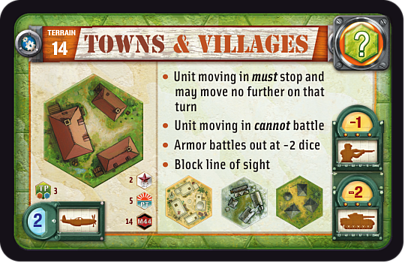 TERRAIN
14
TOWNS & VILLAGES
?
• Unit moving in must stop and
may move no further on that
turn
• Unit moving in cannot battle
• Armor battles out at -2 dice
• Block line of sight
-1
-2
3
2
5
14 M44
2